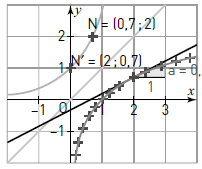 y
N = (0,7 ; 2)
2
N' = (2 ; 0,7)
1
a = 0,
1
x
-1
0
1
2
3
-1